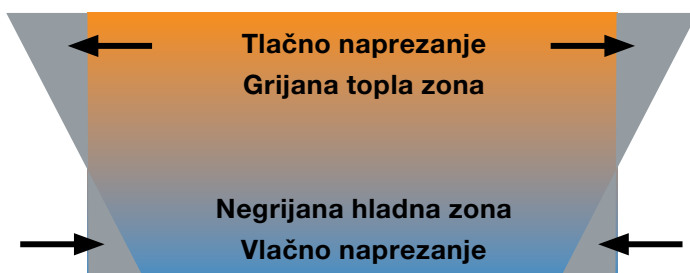 Tlačno naprezanje
Grijana topla zona
Negrijana hladna zona
Vlačno naprezanje